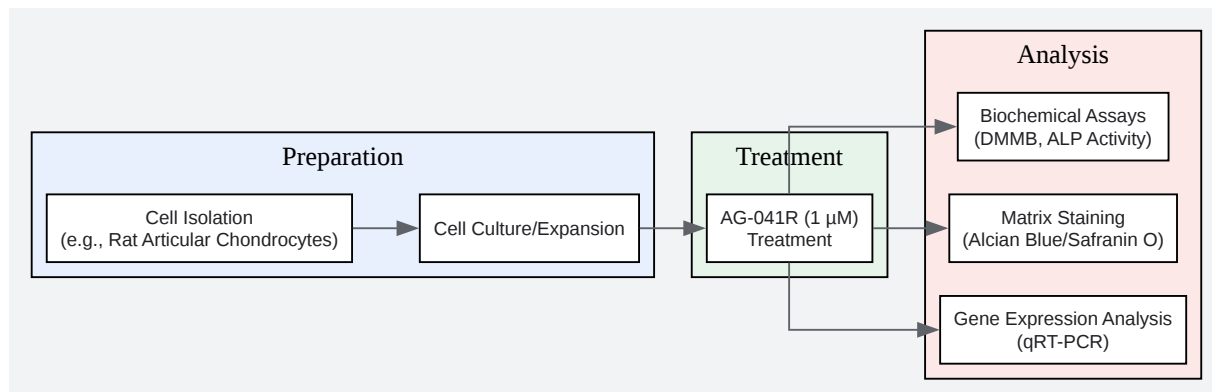 Preparation
Cell Isolation
(e.g., Rat Articular Chondrocytes)
Cell Culture/Expansion
Treatment
AG-041R (1 µM)
Treatment
Analysis
Biochemical Assays
(DMMB, ALP Activity)
Matrix Staining
(Alcian Blue/Safranin O)
Gene Expression Analysis
(qRT-PCR)